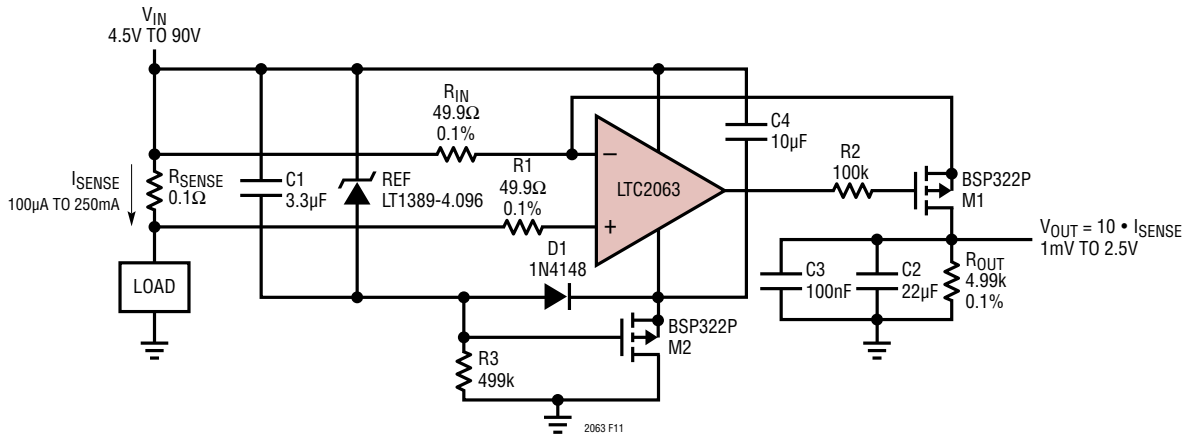 V_IN
4.5V TO 90V
R_IN
49.9Ω
0.1%
C4
10µF
R1
49.9Ω
0.1%
LTC2063
–
+
R2
100k
BSP322P
M1
I_SENSE
100µA TO 250mA
R_SENSE
0.1Ω
C1
3.3µF
REF
LT1389-4.096
D1
1N4148
V_OUT = 10 • I_SENSE
1mV TO 2.5V
C3
100nF
C2
22µF
R_OUT
4.99k
0.1%
LOAD
BSP322P
M2
R3
499k
2063 F11